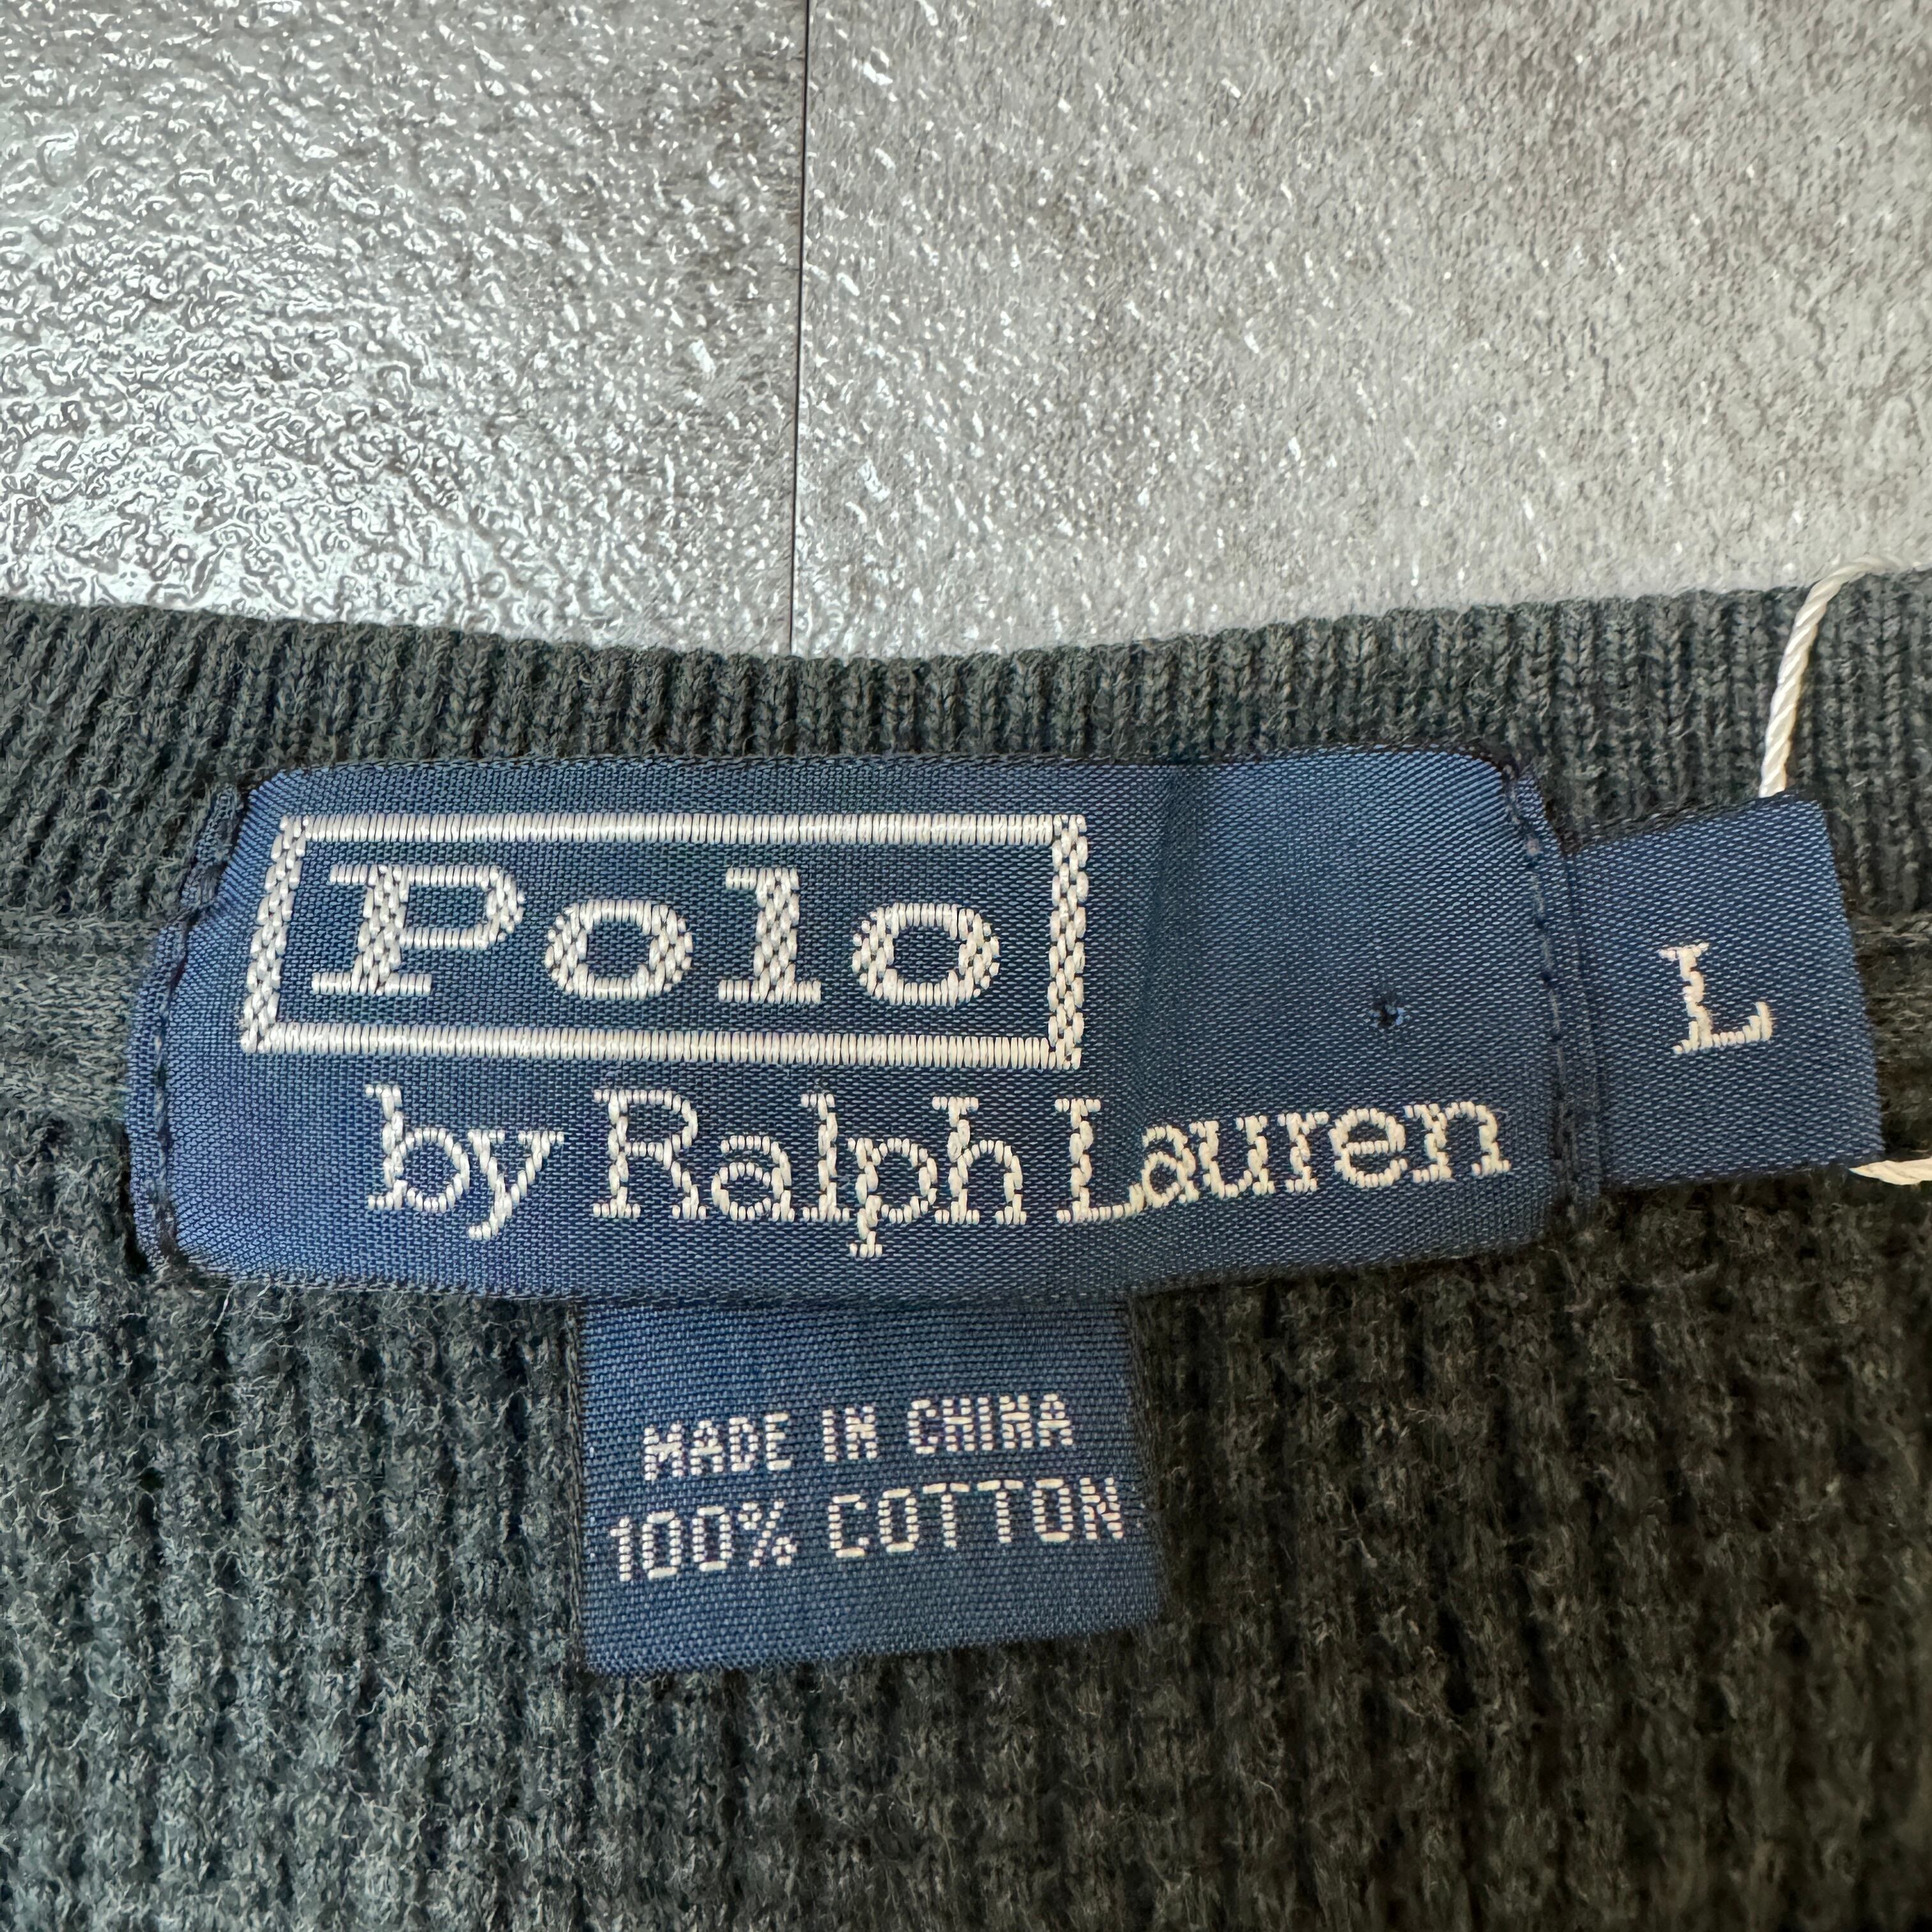 Polo
by Ralph Lauren
L
MADE IN CHINA
100% COTTON